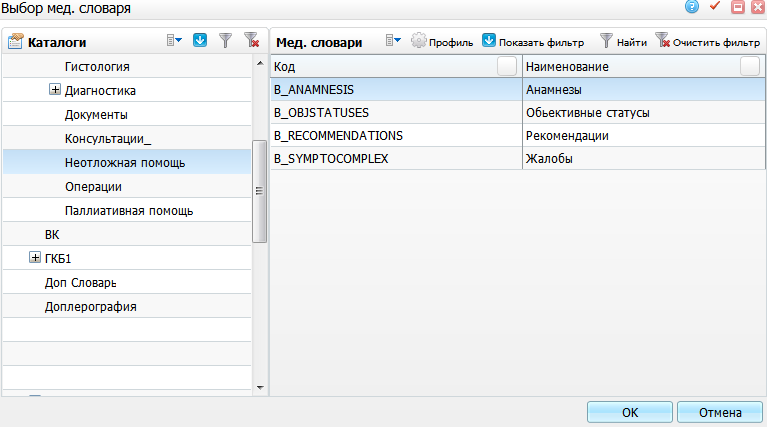 Выбор мед. словаря
Каталоги
Мед. словари Профиль Показать фильтр Найти Очистить фильтр
Гистология
Диагностика
Документы
Консультации_
Неотложная помощь
Операции
Паллиативная помощь
ВК
ГКБ1
Доп Словарь
Доплерография
Код Наименование
B_ANAMNESIS Анамнезы
B_OBJSTATUSES Обьективные статусы
B_RECOMMENDATIONS Рекомендации
B_SYMPTOCOMPLEX Жалобы
OK Отмена